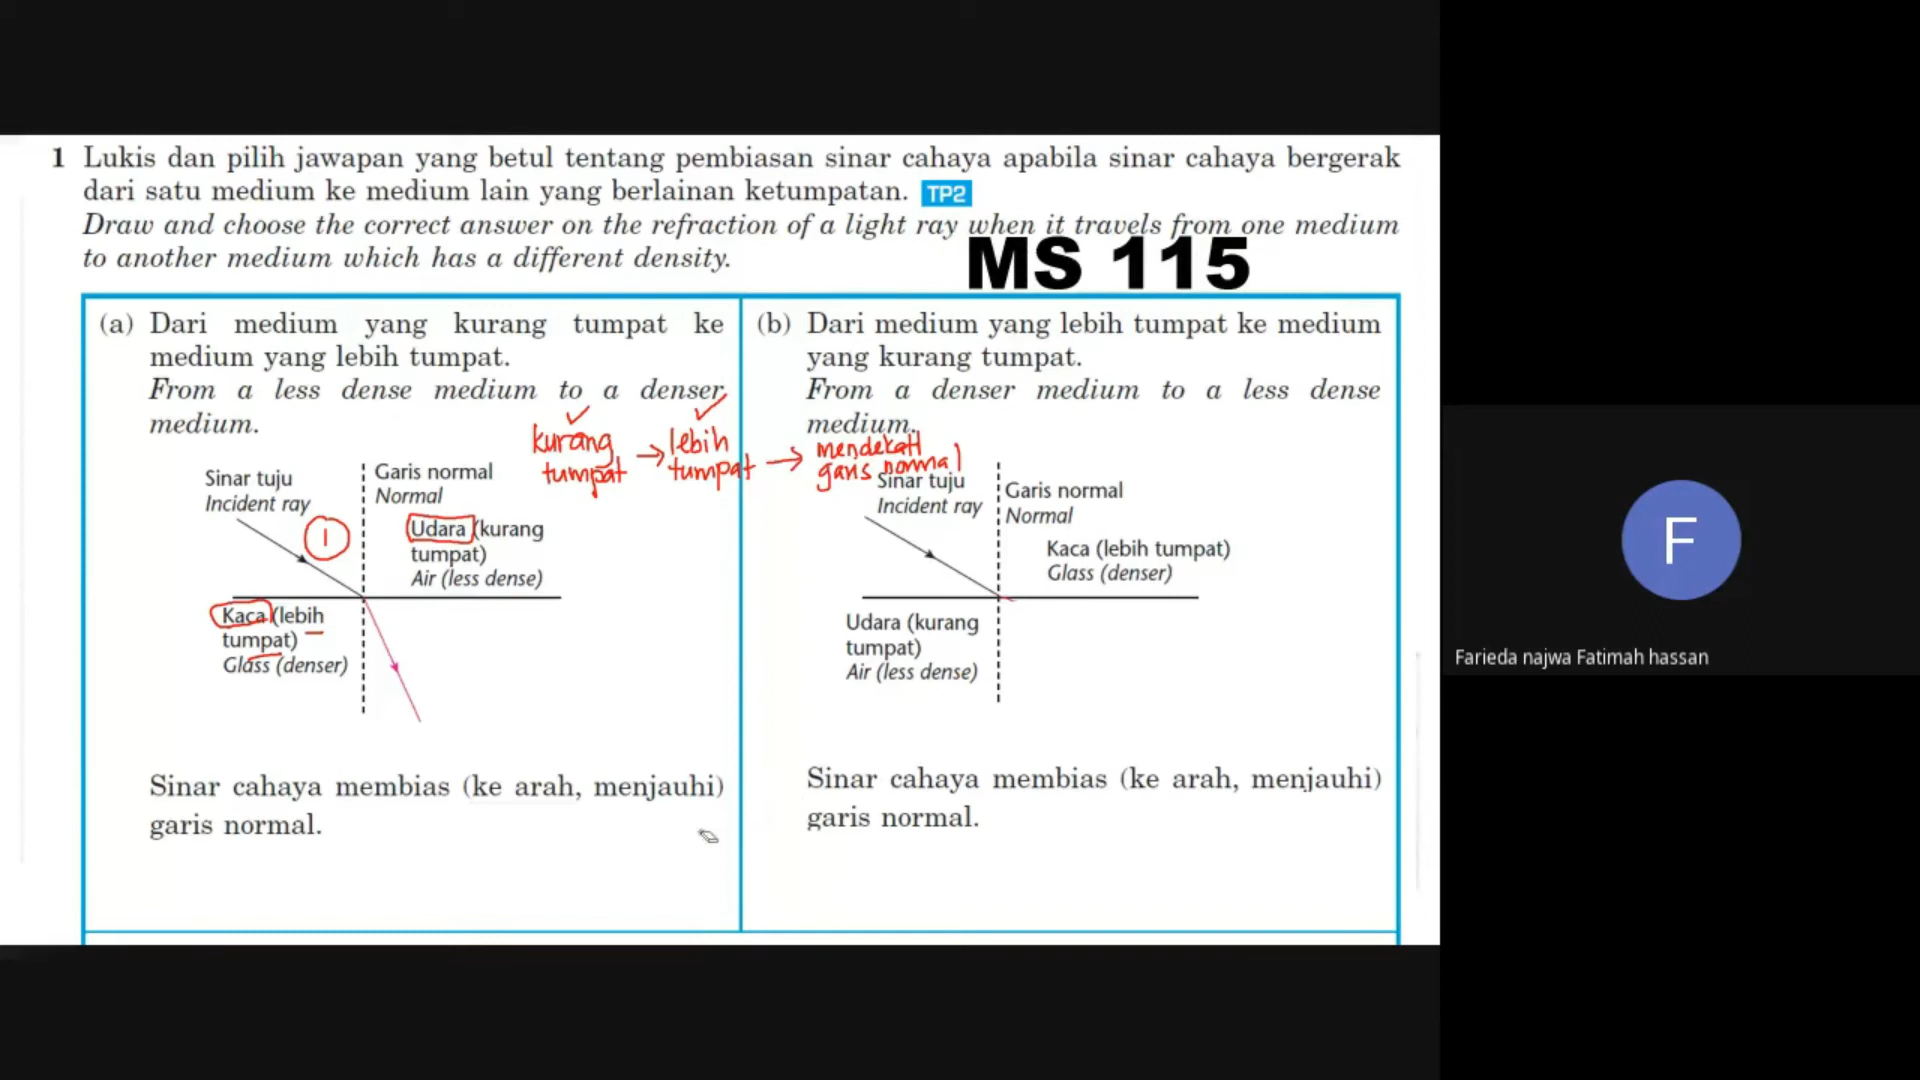 1 Lukis dan pilih jawapan yang betul tentang pembiasan sinar cahaya apabila sinar cahaya bergerak
dari satu medium ke medium lain yang berlainan ketumpatan. TP2
Draw and choose the correct answer on the refraction of a light ray when it travels from one medium
to another medium which has a different density.
MS 115
(a) Dari medium yang kurang tumpat ke
medium yang lebih tumpat.
From a less dense medium to a denser
medium.
kurang
tumpat
→ lebih
tumpat
→ mendekati
garis normal
Sinar tuju
Incident ray
Garis normal
Normal
1
Udara (kurang
tumpat)
Air (less dense)
Kaca (lebih
tumpat)
Glass (denser)
Sinar cahaya membias (ke arah, menjauhi)
garis normal.
(b) Dari medium yang lebih tumpat ke medium
yang kurang tumpat.
From a denser medium to a less dense
medium.
Sinar tuju
Incident ray
Garis normal
Normal
Kaca (lebih tumpat)
Glass (denser)
Udara (kurang
tumpat)
Air (less dense)
Sinar cahaya membias (ke arah, menjauhi)
garis normal.
F
Farieda najwa Fatimah hassan